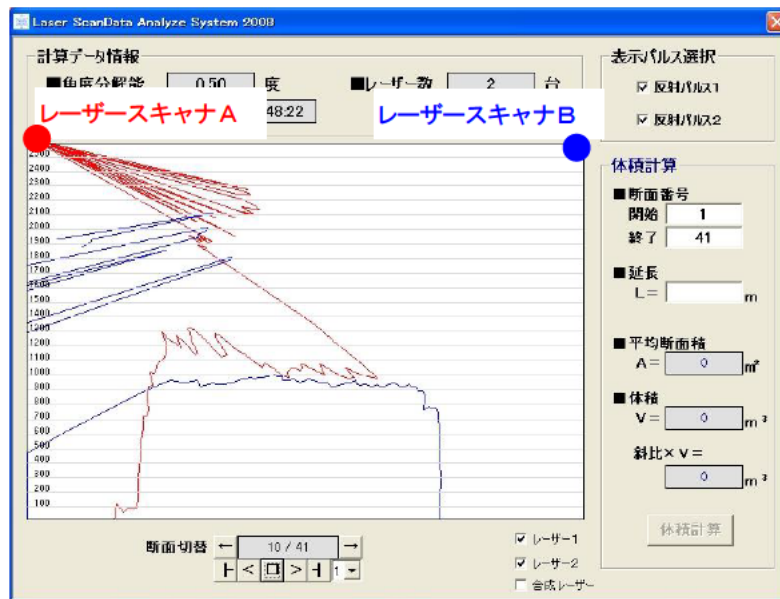 Laser ScanData Analyze System 2008
計算データ情報
■角度分解能 0.50 度 ■レーザー数 2 台
レーザースキャナA
48:22
レーザースキャナB
表示パルス選択
反射パルス1
反射パルス2
2400
2300
2200
2100
2000
1900
1800
1700
1600
1500
1400
1300
1200
1100
1000
900
800
700
600
500
400
300
200
100
体積計算
■断面番号
開始 1
終了 41
■延長
L= m
■平均断面積
A= 0 m²
■体積
V= 0 m³
斜比×V=
0 m³
体積計算
断面切替 ← 10 / 41 →
├ < □ > ┤ 1
レーザー1
レーザー2
合成レーザー